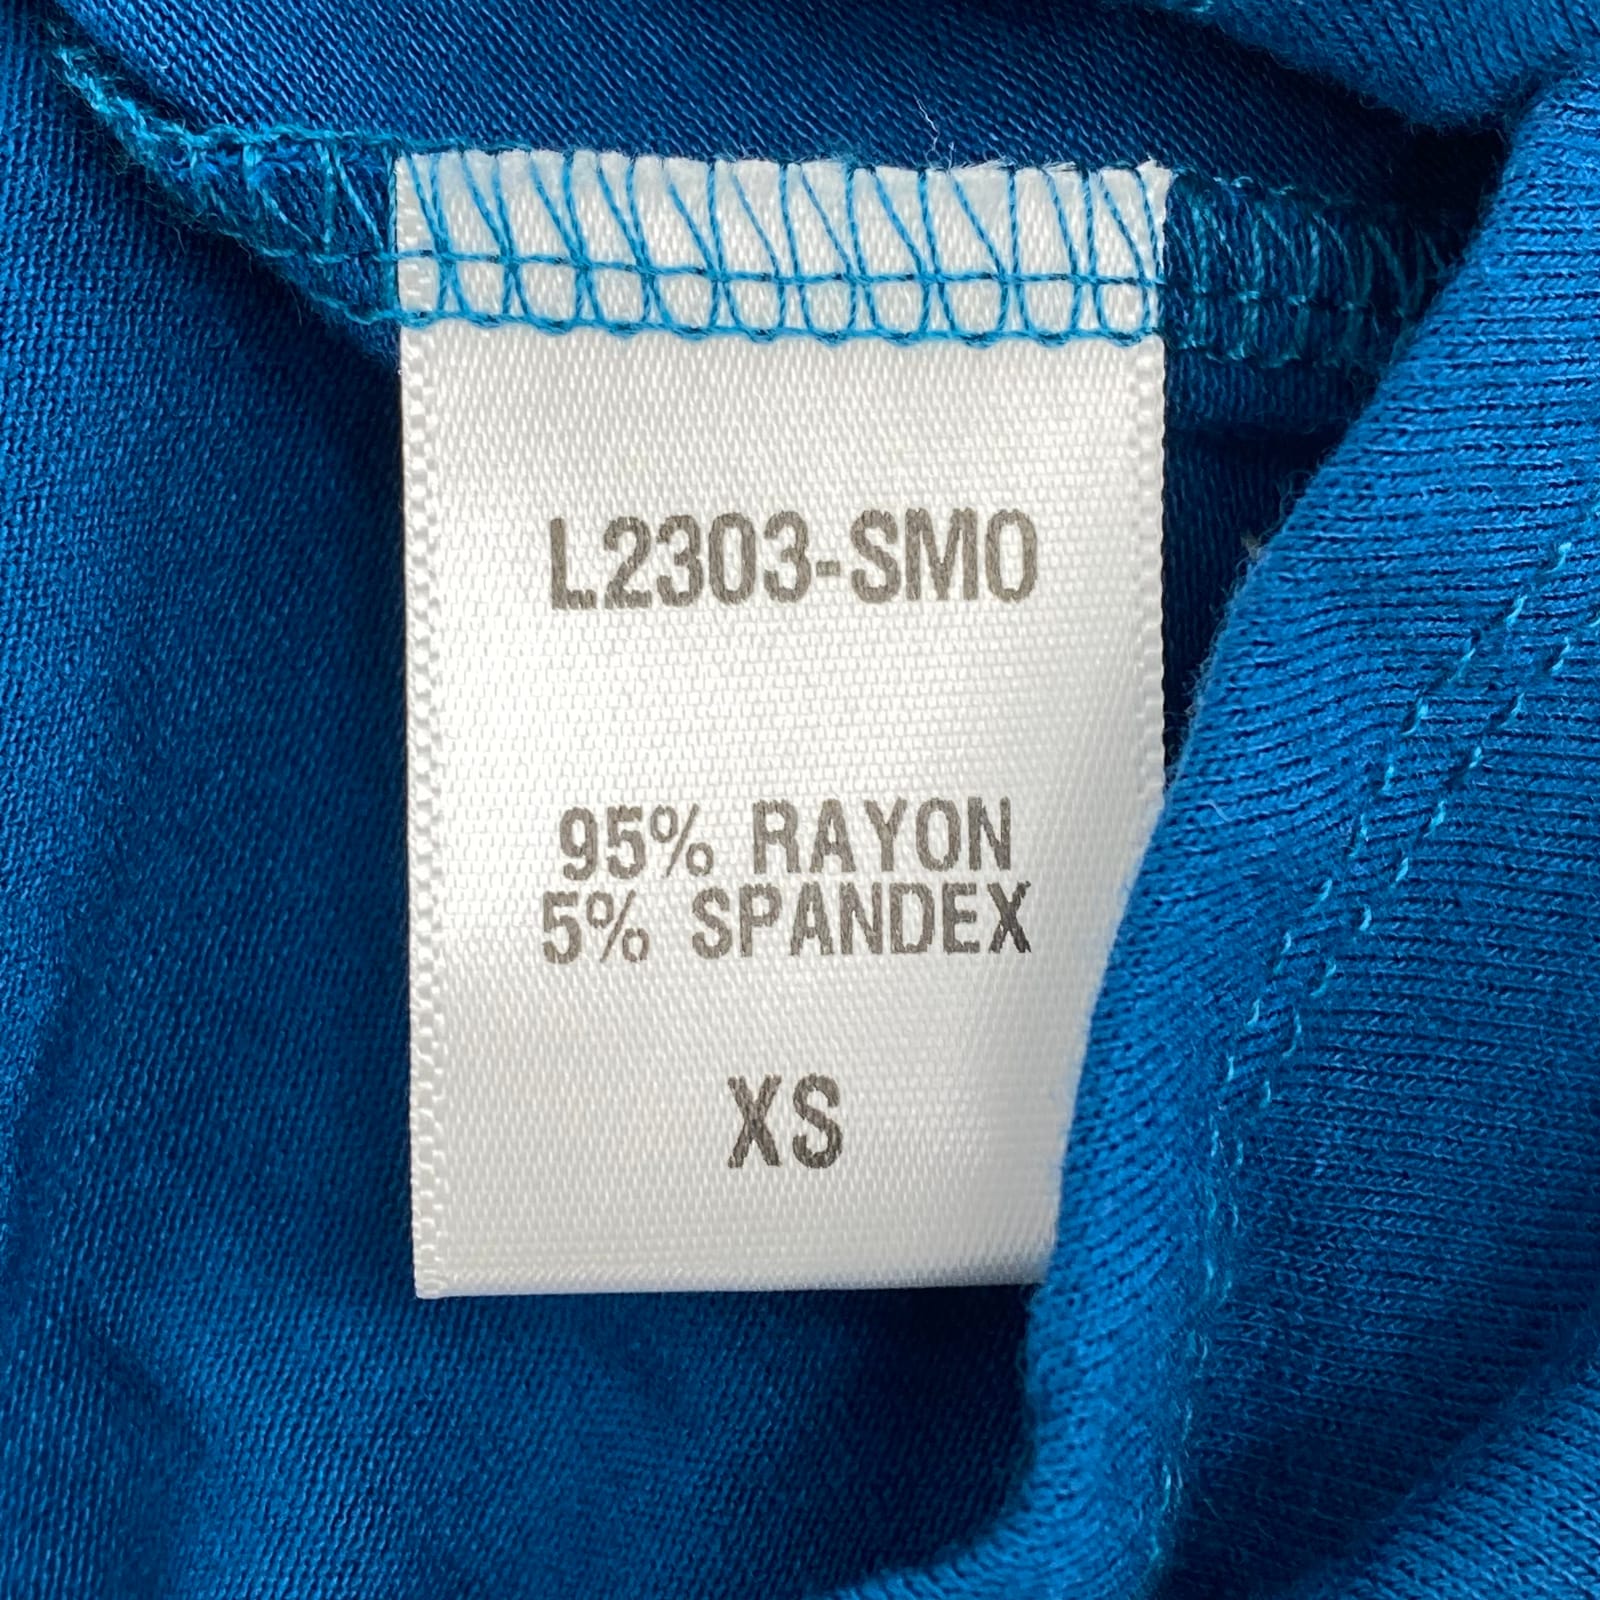 L2303-SMO
95% RAYON
5% SPANDEX
XS